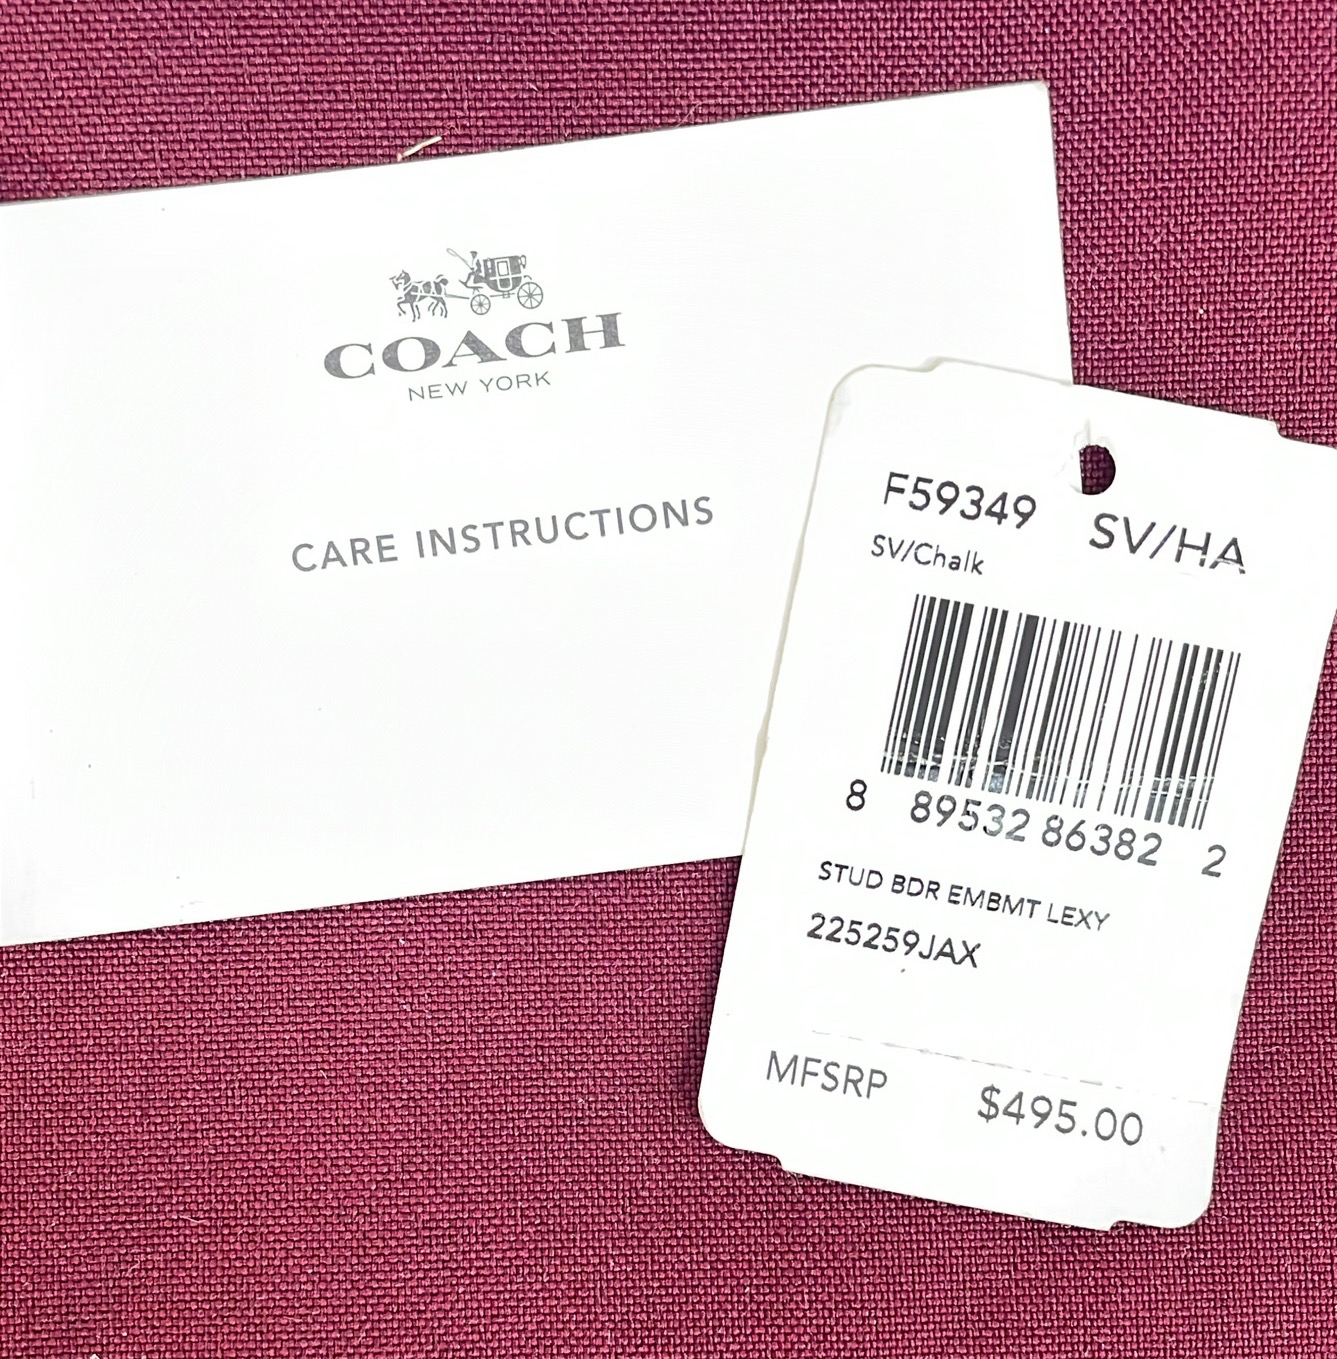 COACH
NEW YORK
CARE INSTRUCTIONS
F59349 SV/HA
SV/Chalk
8 89532 86382 2
STUD BDR EMBMT LEXY
225259JAX
MFSRP $495.00